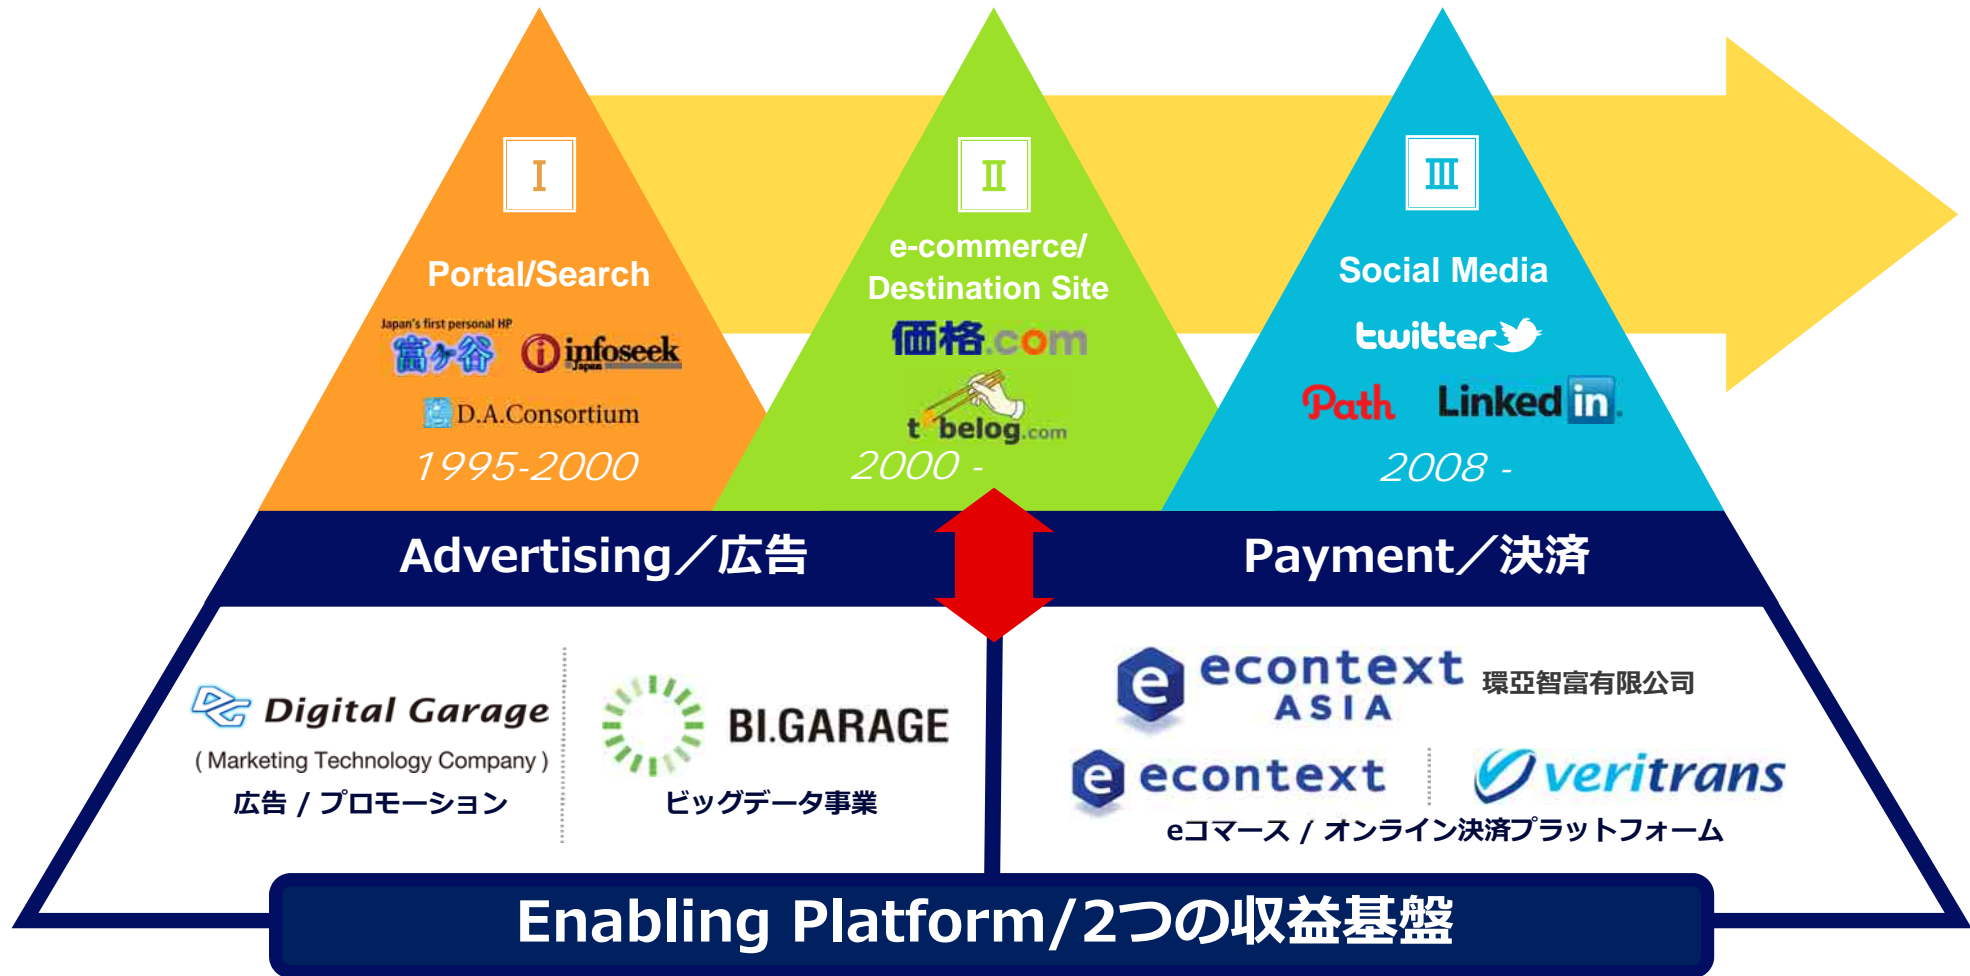 Ⅰ
Portal/Search
Japan's first personal HP
富ヶ谷
infoseek
Japan
D.A.Consortium
1995-2000
Ⅱ
e-commerce/
Destination Site
価格.com
t belog.com
2000 -
Ⅲ
Social Media
twitter
Path
Linked in
2008 -
Advertising／広告
Payment／決済
DG Digital Garage
( Marketing Technology Company )
広告 / プロモーション
BI.GARAGE
ビッグデータ事業
e econtext
ASIA
環亞智富有限公司
e econtext
veritrans
eコマース / オンライン決済プラットフォーム
Enabling Platform/2つの収益基盤